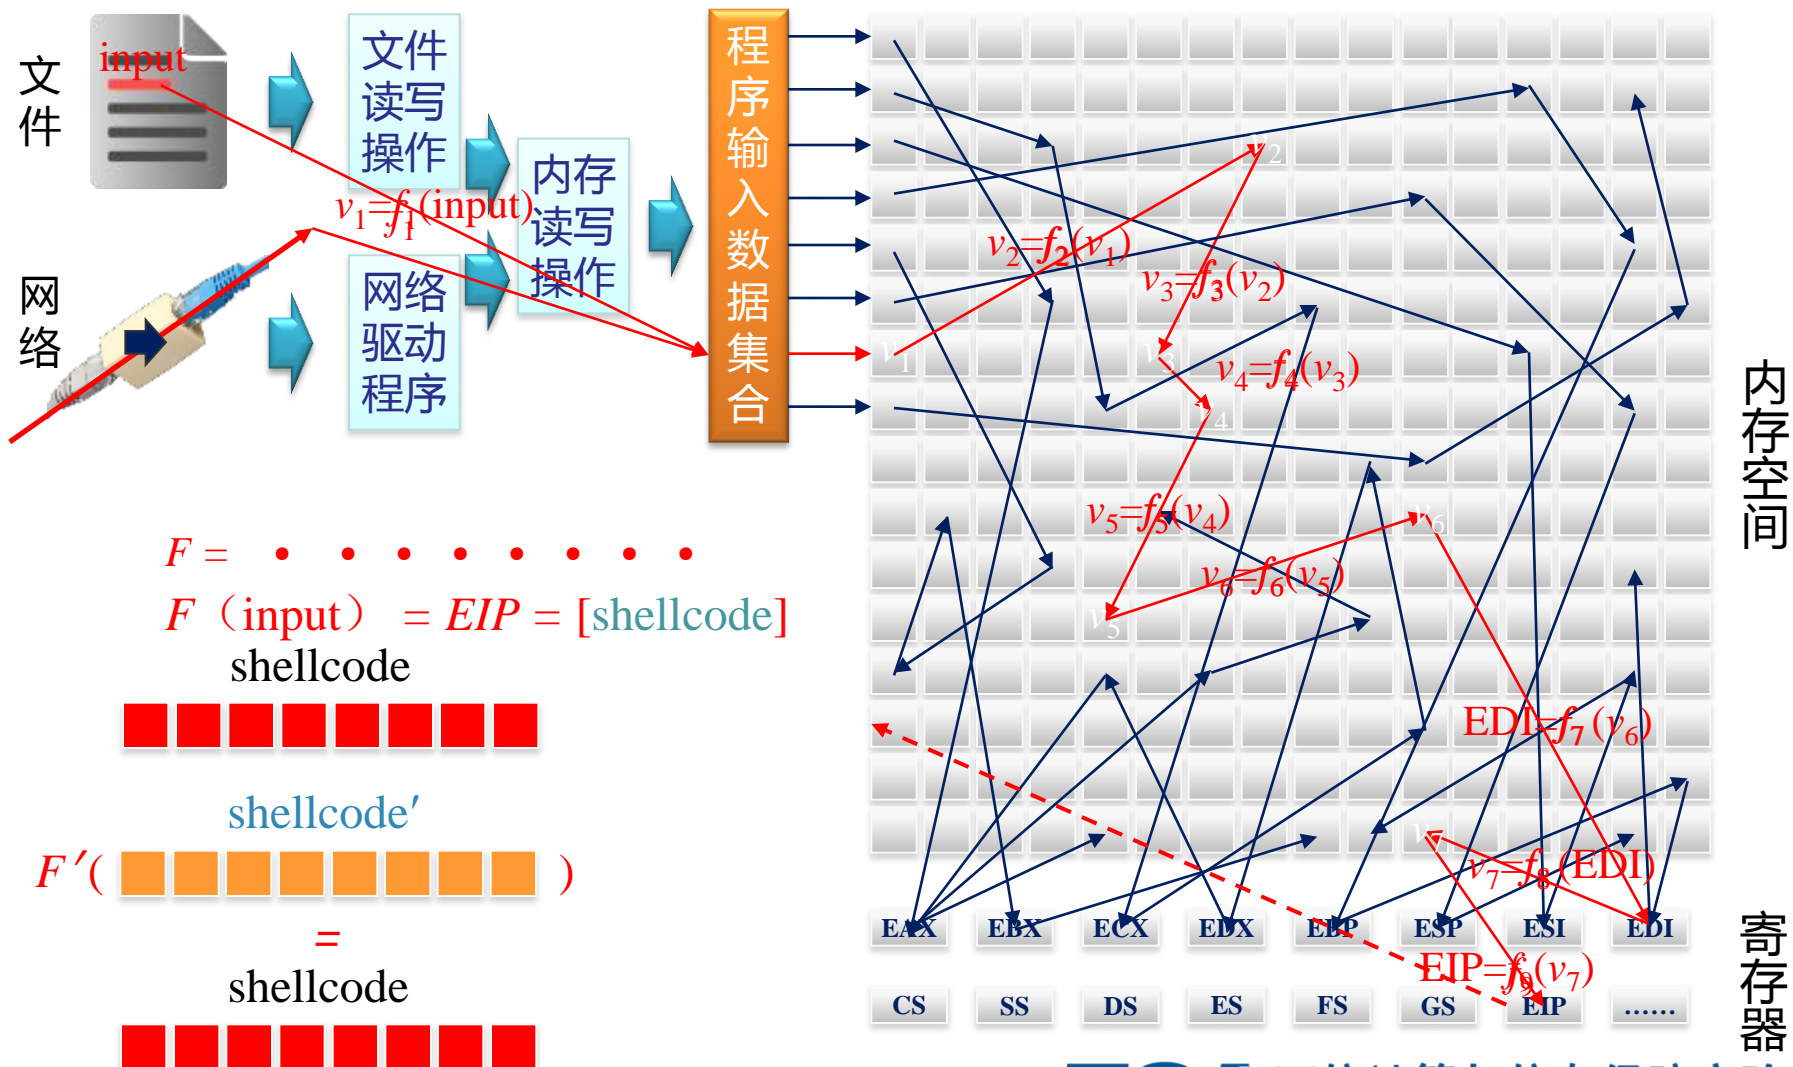 文件
input
文件读写操作
网络
网络驱动程序
内存读写操作
程序输入数据集合
v1=f1(input)
v1
v2
v2=f2(v1)
v3=f3(v2)
v3
v4=f4(v3)
v4
v5=f5(v4)
v6
v6=f6(v5)
v5
EDI=f7(v6)
v7=f8(EDI)
EIP=f9(v7)
内存空间
EAX EBX ECX EDX EBP ESP ESI EDI
CS SS DS ES FS GS EIP ……
寄存器
F = • • • • • • • •
F（input） = EIP = [shellcode]
shellcode
shellcode′
F′( )
=
shellcode